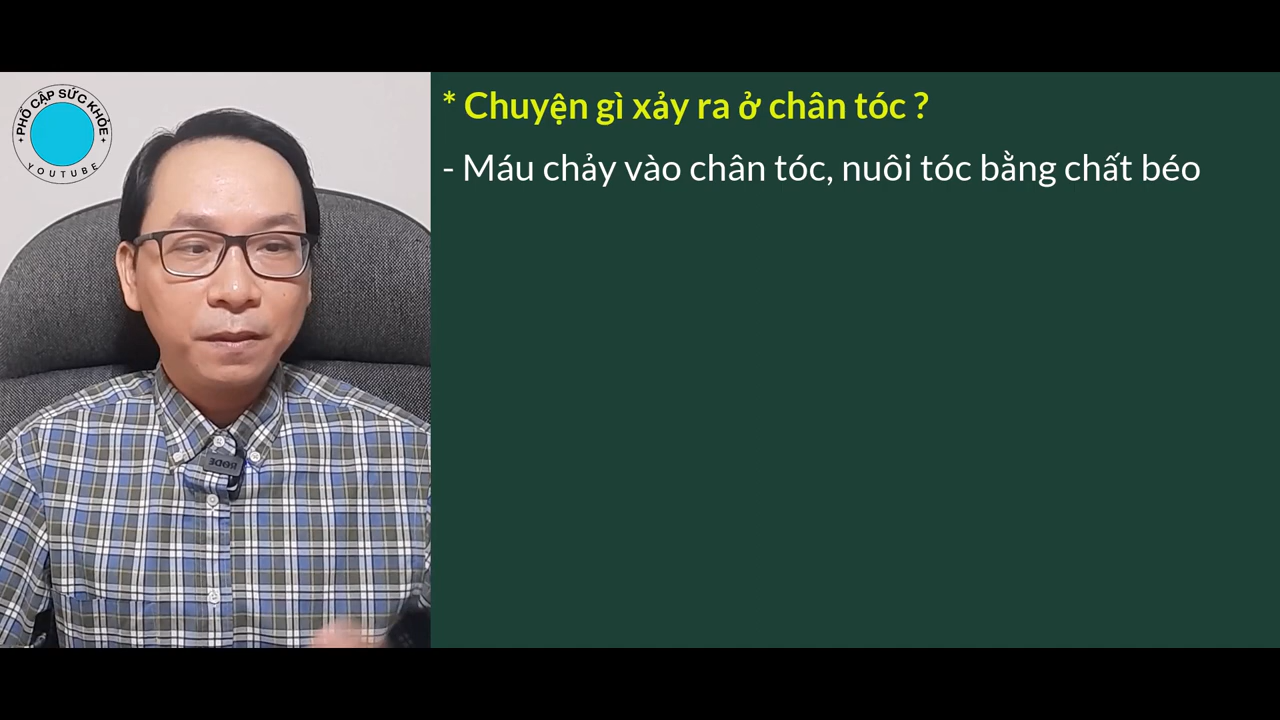 PHỔ CẬP SỨC KHỎE
YOUTUBE
* Chuyện gì xảy ra ở chân tóc ?
- Máu chảy vào chân tóc, nuôi tóc bằng chất béo
RØDE